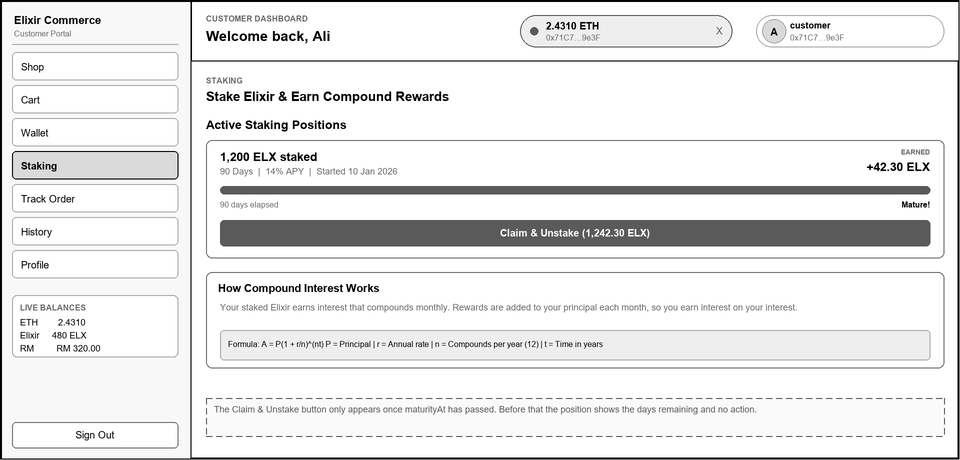 Elixir Commerce
Customer Portal
Shop
Cart
Wallet
Staking
Track Order
History
Profile
LIVE BALANCES
ETH 2.4310
Elixir 480 ELX
RM RM 320.00
Sign Out
CUSTOMER DASHBOARD
Welcome back, Ali
2.4310 ETH
0x71C7...9e3F
X
A
customer
0x71C7...9e3F
STAKING
Stake Elixir & Earn Compound Rewards
Active Staking Positions
1,200 ELX staked
90 Days | 14% APY | Started 10 Jan 2026
EARNED
+42.30 ELX
90 days elapsed
Mature!
Claim & Unstake (1,242.30 ELX)
How Compound Interest Works
Your staked Elixir earns interest that compounds monthly. Rewards are added to your principal each month, so you earn interest on your interest.
Formula: A = P(1 + r/n)^(nt) P = Principal | r = Annual rate | n = Compounds per year (12) | t = Time in years
The Claim & Unstake button only appears once maturityAt has passed. Before that the position shows the days remaining and no action.